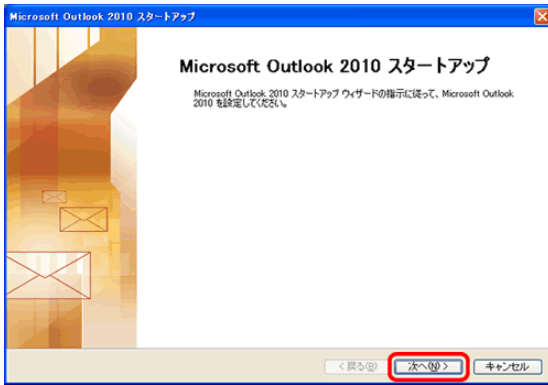 Microsoft Outlook 2010 スタートアップ
Microsoft Outlook 2010 スタートアップ
Microsoft Outlook 2010 スタートアップ ウィザードの指示に従って、Microsoft Outlook
2010 を設定してください。
< 戻る(B)
次へ(N) >
キャンセル